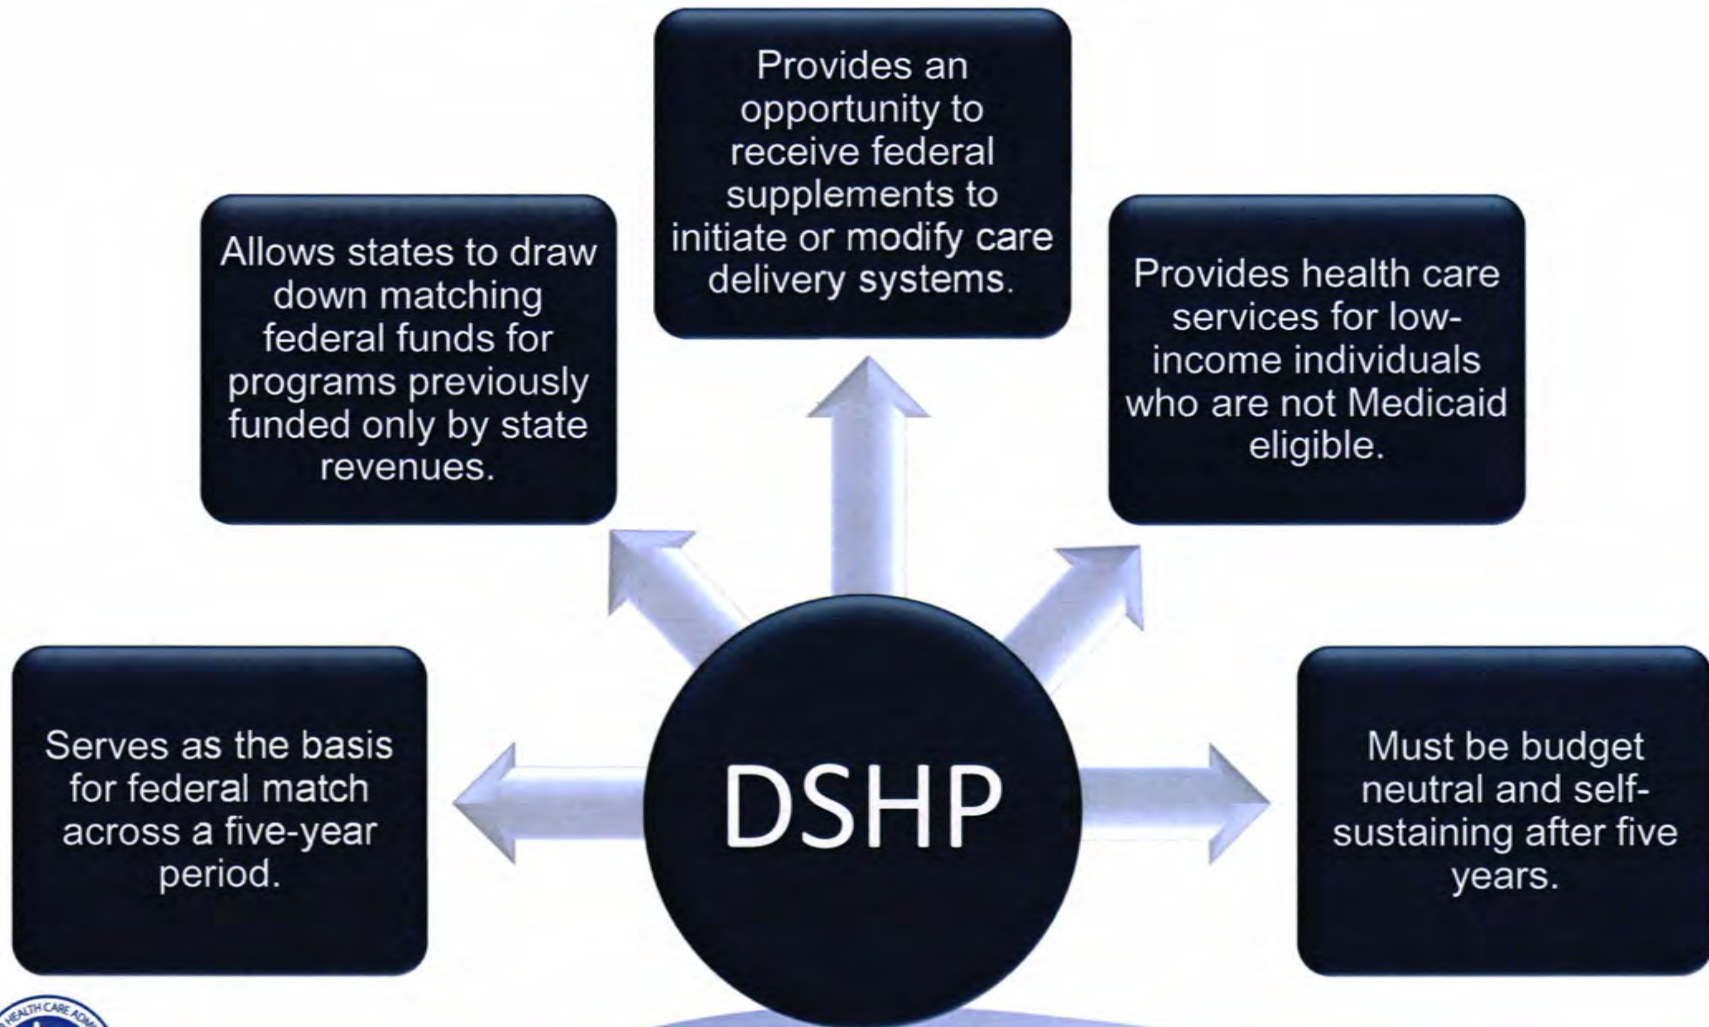 Provides an
opportunity to
receive federal
supplements to
initiate or modify care
delivery systems.
Allows states to draw
down matching
federal funds for
programs previously
funded only by state
revenues.
Provides health care
services for low-
income individuals
who are not Medicaid
eligible.
Serves as the basis
for federal match
across a five-year
period.
DSHP
Must be budget
neutral and self-
sustaining after five
years.
HEALTH CARE